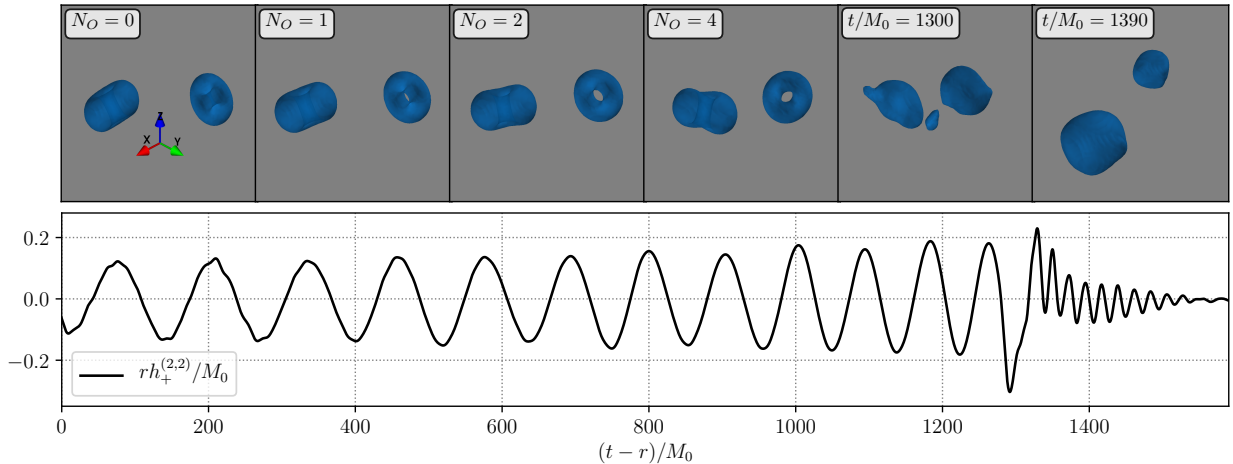 N_O = 0
N_O = 1
N_O = 2
N_O = 4
t/M_0 = 1300
t/M_0 = 1390
Z
X
Y
0.2
0.0
−0.2
rh_+^{(2,2)}/M_0
0 200 400 600 800 1000 1200 1400
(t − r)/M_0